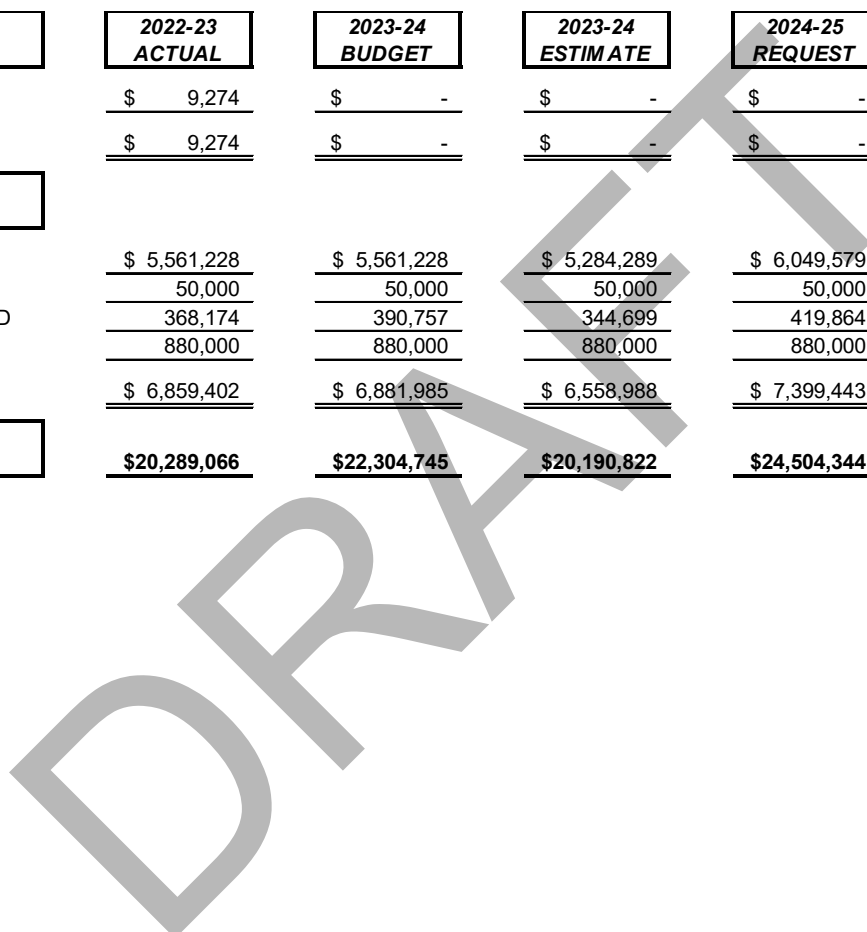 2022-23 2023-24 2023-24 2024-25
ACTUAL BUDGET ESTIMATE REQUEST
$ 9,274 $ - $ - $ -
$ 9,274 $ - $ - $ -
$ 5,561,228 $ 5,561,228 $ 5,284,289 $ 6,049,579
50,000 50,000 50,000 50,000
D 368,174 390,757 344,699 419,864
880,000 880,000 880,000 880,000
$ 6,859,402 $ 6,881,985 $ 6,558,988 $ 7,399,443
$20,289,066 $22,304,745 $20,190,822 $24,504,344
DRAFT